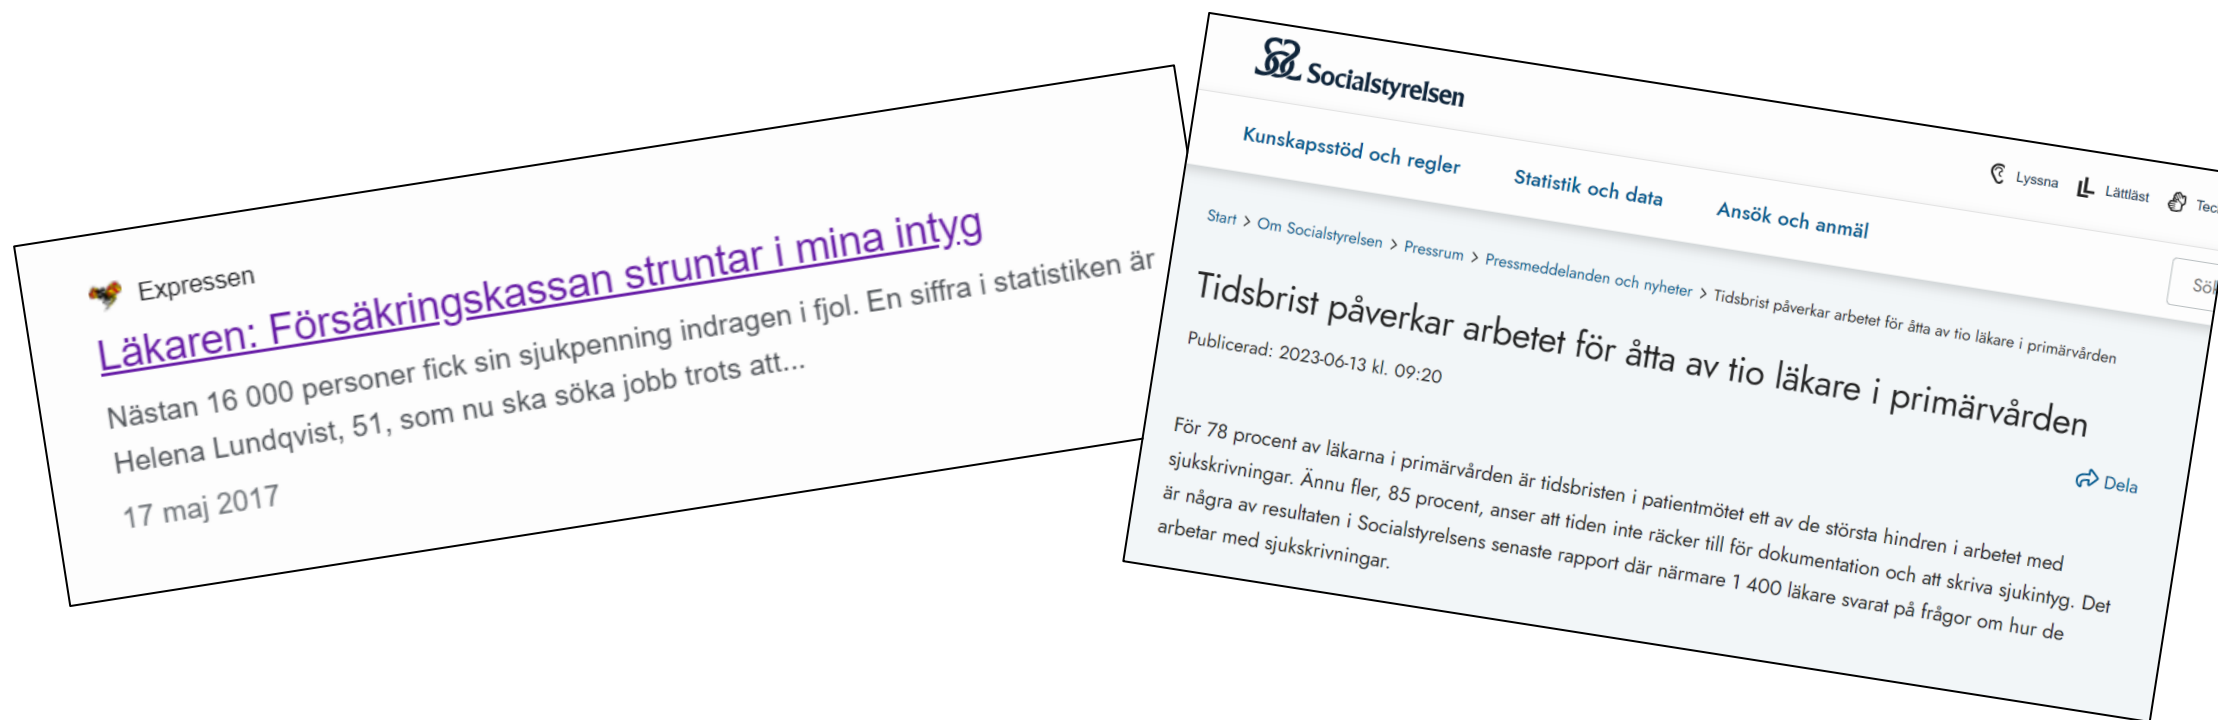 Expressen
Läkaren: Försäkringskassan struntar i mina intyg
Nästan 16 000 personer fick sin sjukpenning indragen i fjol. En siffra i statistiken är
Helena Lundqvist, 51, som nu ska söka jobb trots att...
17 maj 2017
Socialstyrelsen
Kunskapsstöd och regler Statistik och data Ansök och anmäl
Lyssna Lättläst
Start > Om Socialstyrelsen > Pressrum > Pressmeddelanden och nyheter > Tidsbrist påverkar arbetet för åtta av tio läkare i primärvården
Tidsbrist påverkar arbetet för åtta av tio läkare i primärvården
Publicerad: 2023-06-13 kl. 09:20
Dela
För 78 procent av läkarna i primärvården är tidsbristen i patientmötet ett av de största hindren i arbetet med
sjukskrivningar. Ännu fler, 85 procent, anser att tiden inte räcker till för dokumentation och att skriva sjukintyg. Det
är några av resultaten i Socialstyrelsens senaste rapport där närmare 1 400 läkare svarat på frågor om hur de
arbetar med sjukskrivningar.